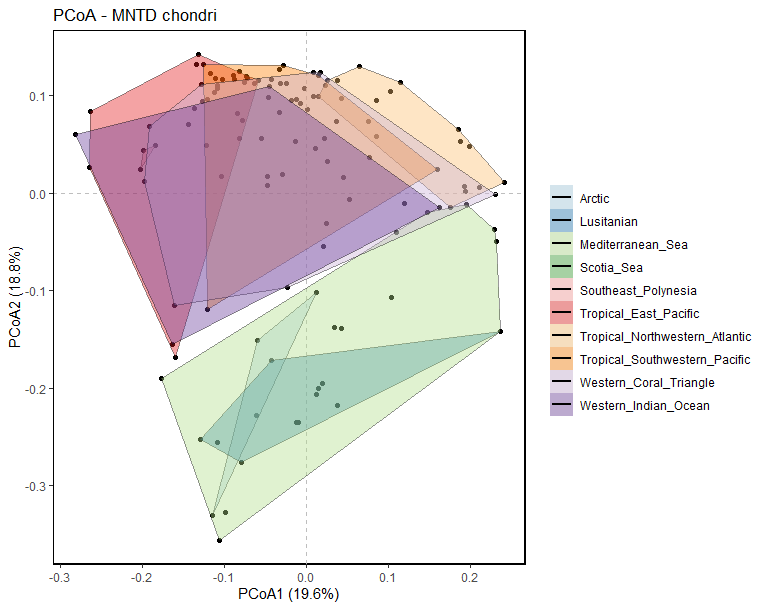 PCoA - MNTD chondri
0.1
0.0
-0.1
-0.2
-0.3
PCoA2 (18.8%)
-0.3
-0.2
-0.1
0.0
0.1
0.2
PCoA1 (19.6%)
Arctic
Lusitanian
Mediterranean_Sea
Scotia_Sea
Southeast_Polynesia
Tropical_East_Pacific
Tropical_Northwestern_Atlantic
Tropical_Southwestern_Pacific
Western_Coral_Triangle
Western_Indian_Ocean